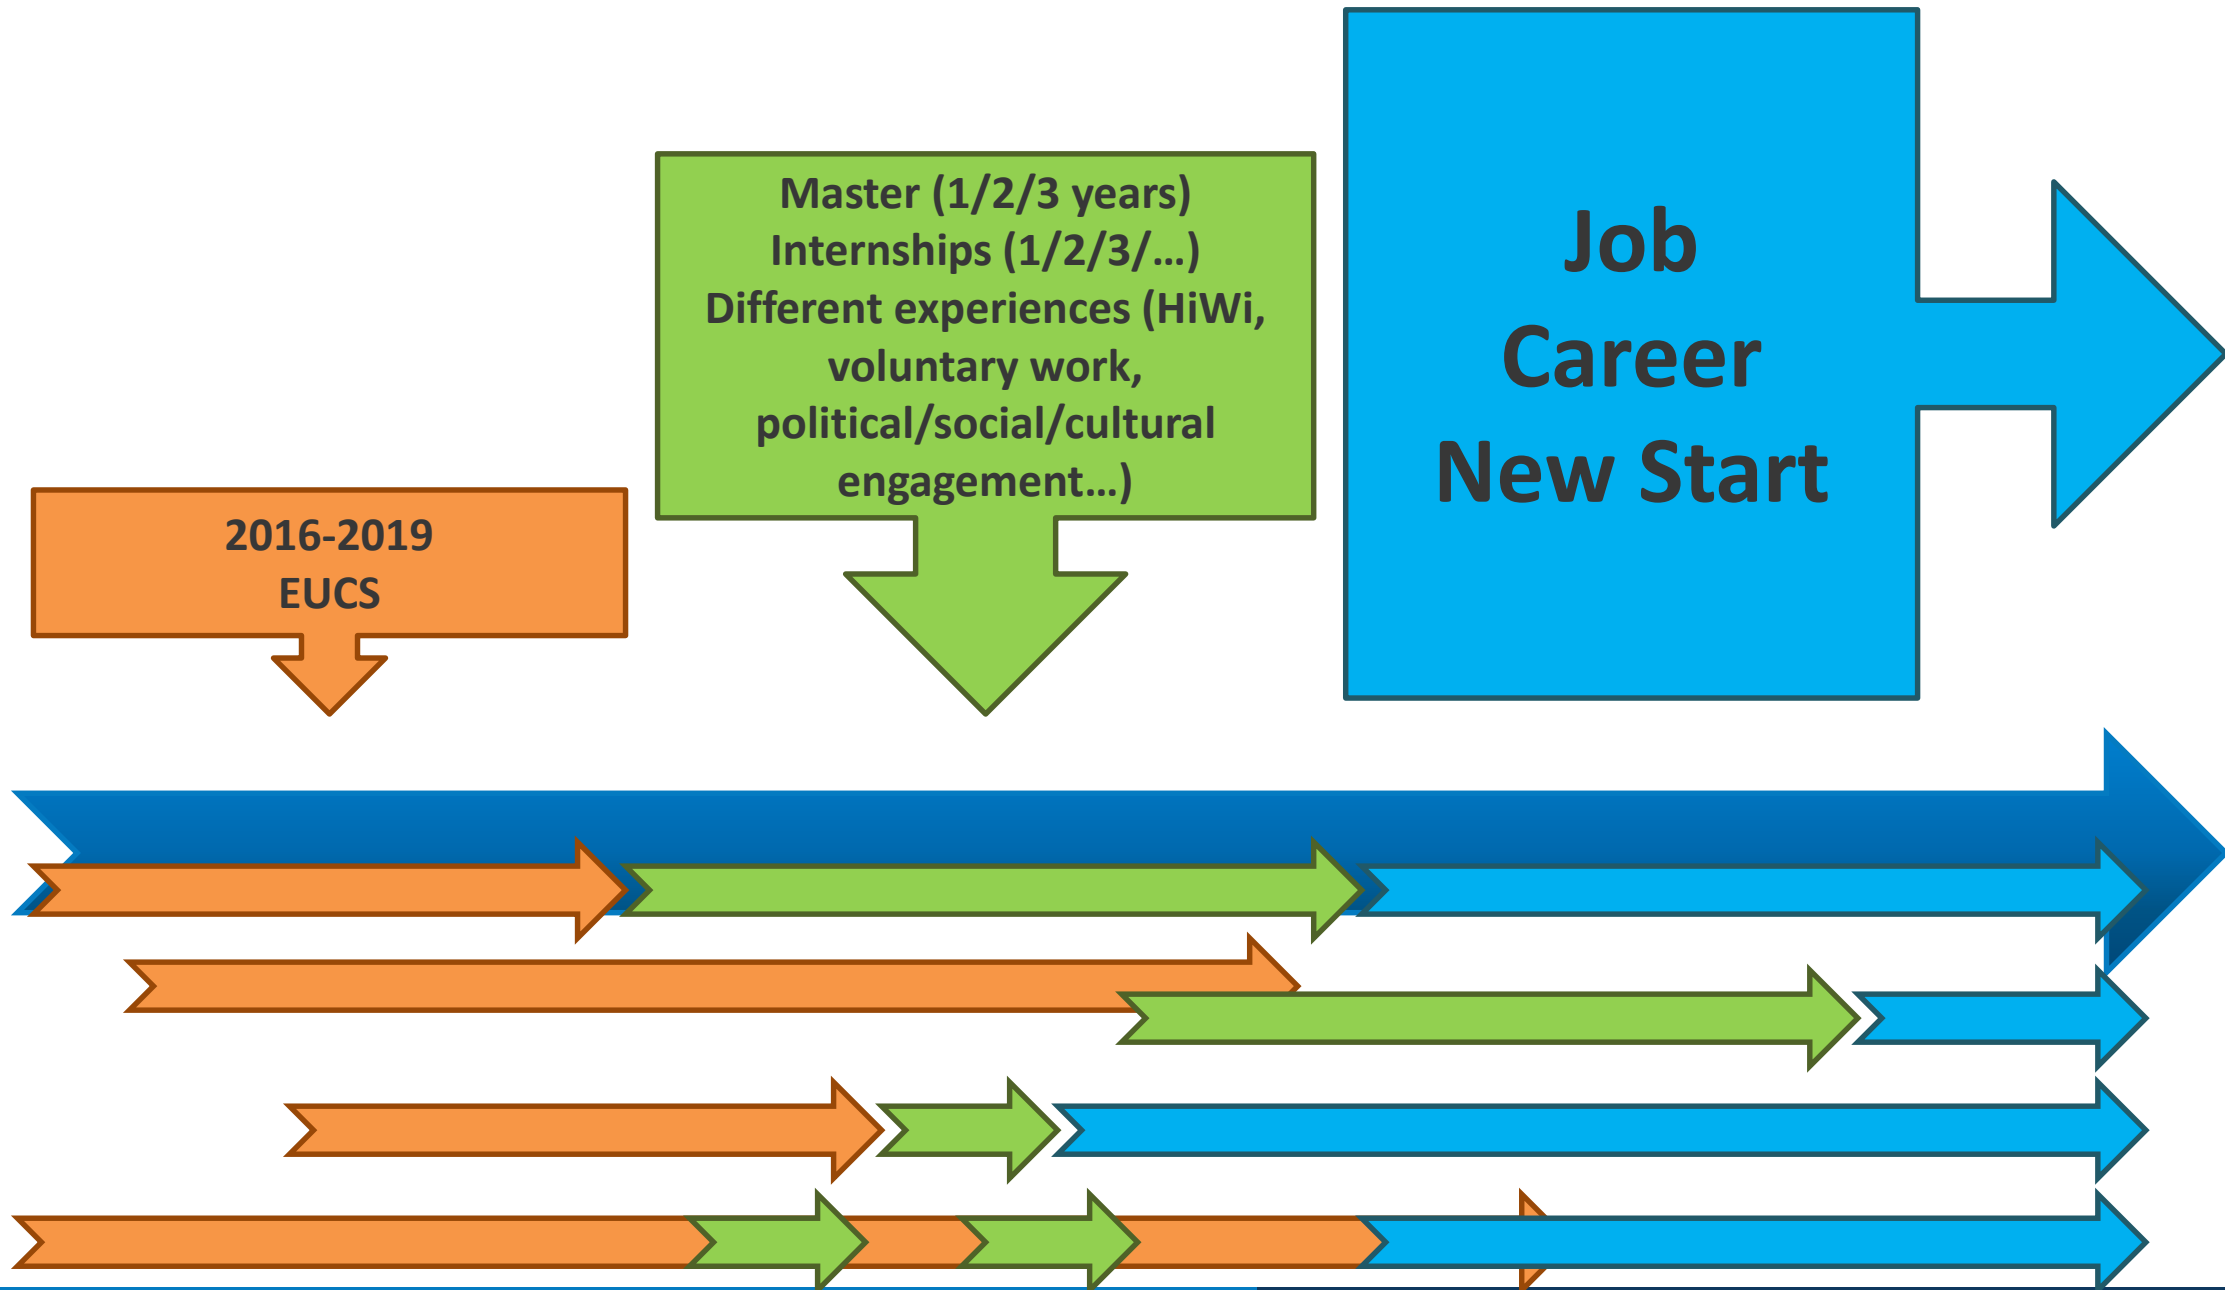 2016-2019
EUCS
Master (1/2/3 years)
Internships (1/2/3/…)
Different experiences (HiWi,
voluntary work,
political/social/cultural
engagement…)
Job
Career
New Start